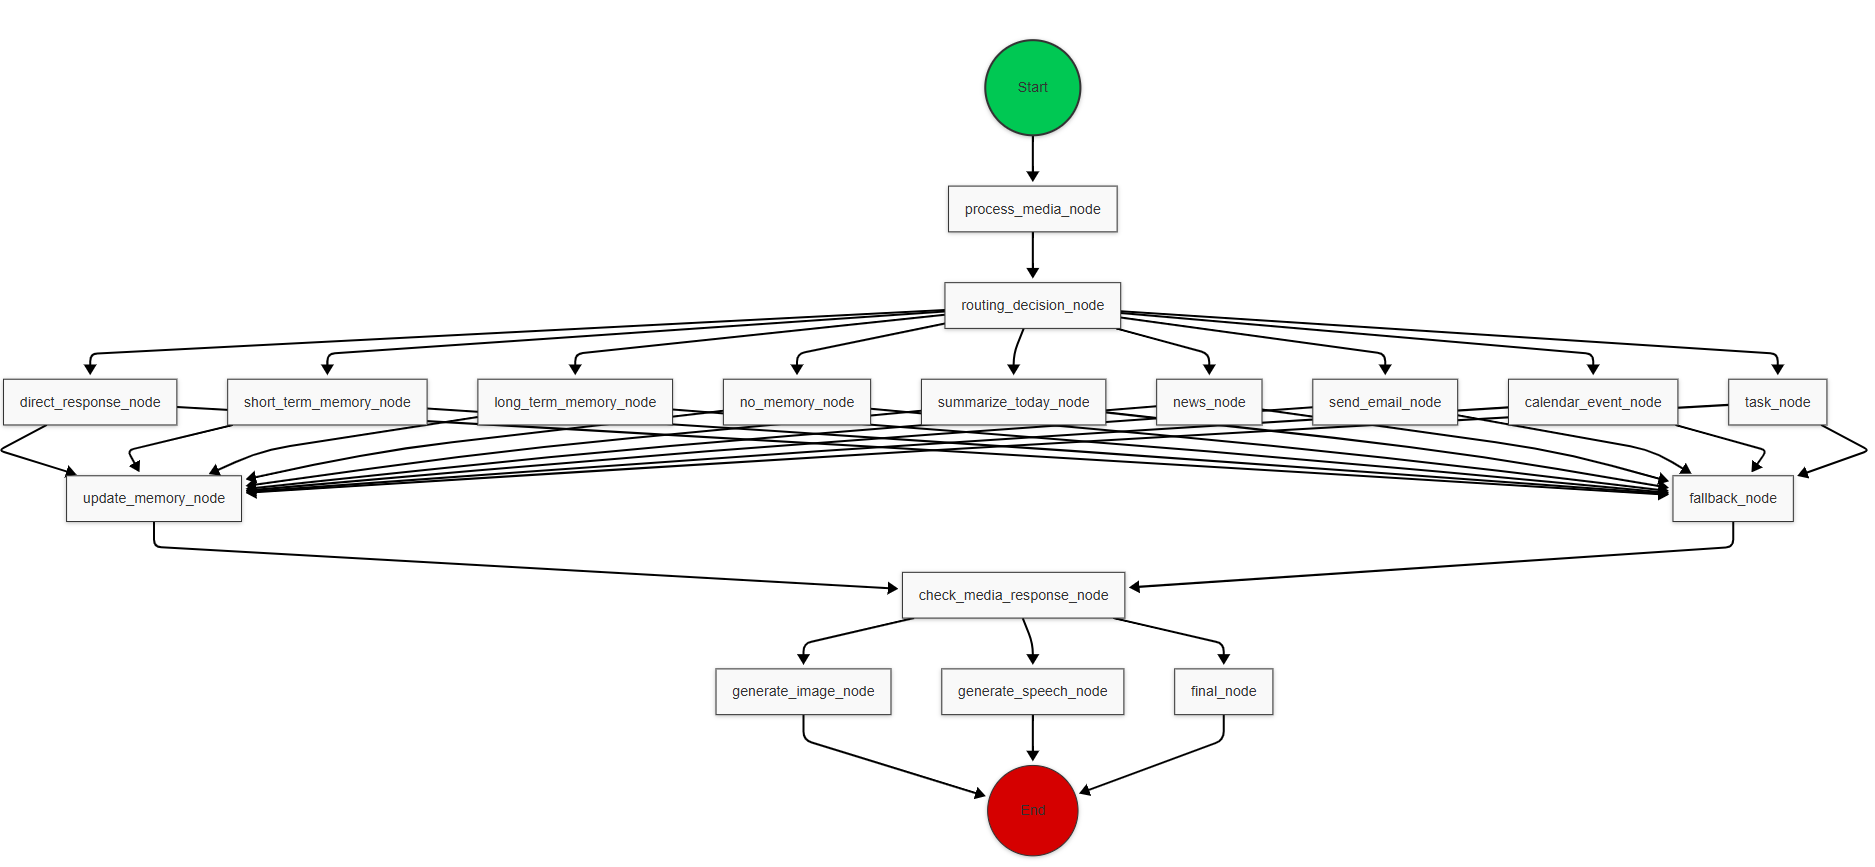 Start
process_media_node
routing_decision_node
direct_response_node
short_term_memory_node
long_term_memory_node
no_memory_node
summarize_today_node
news_node
send_email_node
calendar_event_node
task_node
update_memory_node
fallback_node
check_media_response_node
generate_image_node
generate_speech_node
final_node
End